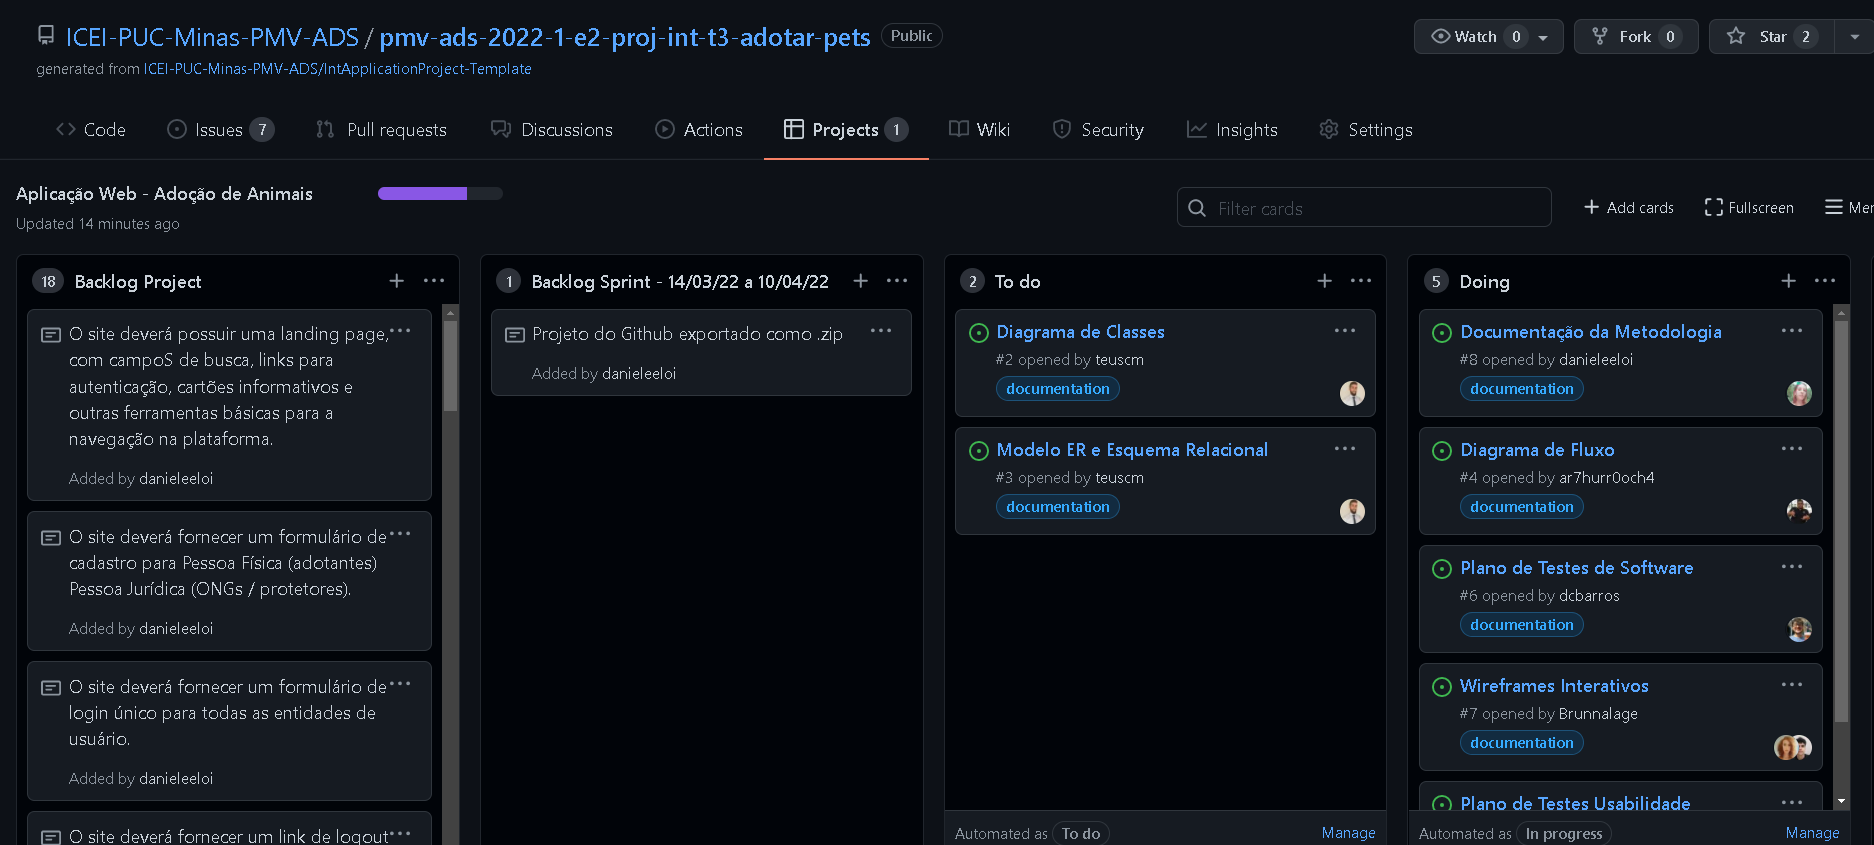 ICEI-PUC-Minas-PMV-ADS / pmv-ads-2022-1-e2-proj-int-t3-adotar-pets Public
Watch 0 Fork 0 Star 2
generated from ICEI-PUC-Minas-PMV-ADS/IntApplicationProject-Template
Code Issues 7 Pull requests Discussions Actions Projects 1 Wiki Security Insights Settings
Aplicação Web - Adoção de Animais
Updated 14 minutes ago
Filter cards
+ Add cards
Fullscreen
Men
18 Backlog Project
O site deverá possuir uma landing page,
com campoS de busca, links para
autenticação, cartões informativos e
outras ferramentas básicas para a
navegação na plataforma.
Added by danieleeloi
O site deverá fornecer um formulário de
cadastro para Pessoa Física (adotantes)
Pessoa Jurídica (ONGs / protetores).
Added by danieleeloi
O site deverá fornecer um formulário de
login único para todas as entidades de
usuário.
Added by danieleeloi
O site deverá fornecer um link de logout
1 Backlog Sprint - 14/03/22 a 10/04/22
Projeto do Github exportado como .zip
Added by danieleeloi
2 To do
Diagrama de Classes
#2 opened by teuscm
documentation
Modelo ER e Esquema Relacional
#3 opened by teuscm
documentation
Automated as To do Manage
5 Doing
Documentação da Metodologia
#8 opened by danieleeloi
documentation
Diagrama de Fluxo
#4 opened by ar7hurr0och4
documentation
Plano de Testes de Software
#6 opened by dcbarros
documentation
Wireframes Interativos
#7 opened by Brunnalage
documentation
Plano de Testes Usabilidade
Automated as In progress Manage